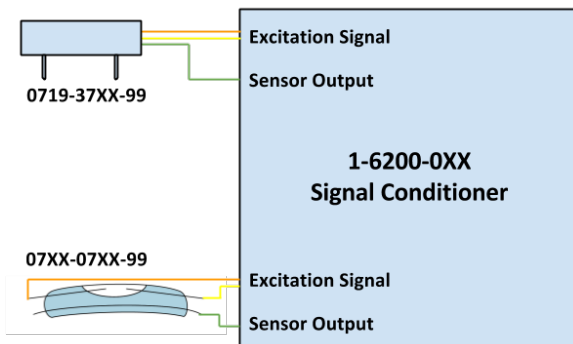 Excitation Signal
Sensor Output
0719-37XX-99
1-6200-0XX
Signal Conditioner
07XX-07XX-99
Excitation Signal
Sensor Output